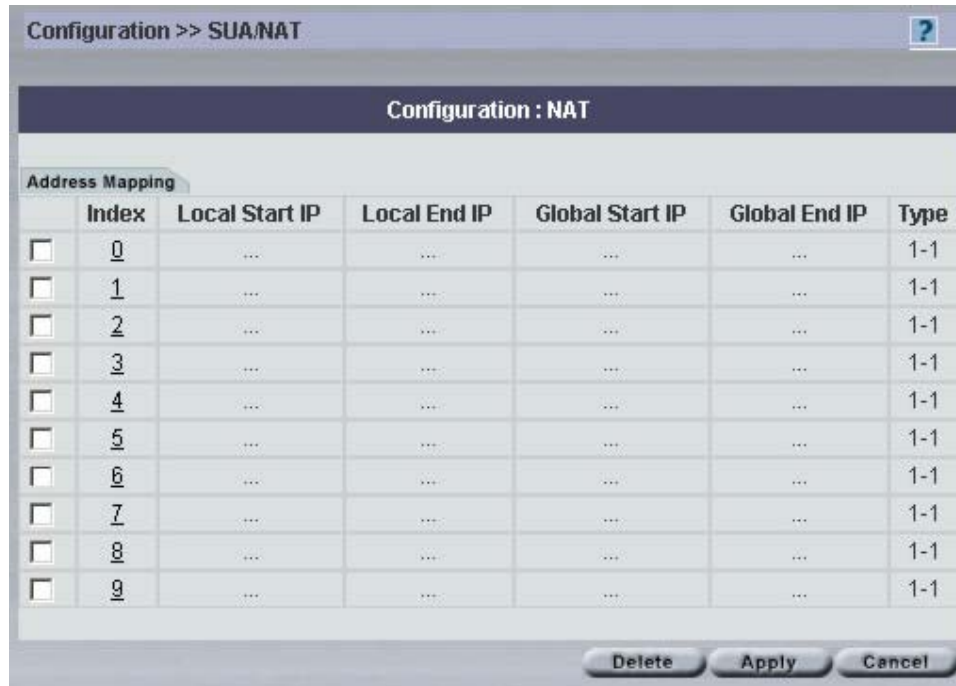 Configuration >> SUA/NAT ?
Configuration : NAT
Address Mapping
Index Local Start IP Local End IP Global Start IP Global End IP Type
0 ... ... ... ... 1-1
1 ... ... ... ... 1-1
2 ... ... ... ... 1-1
3 ... ... ... ... 1-1
4 ... ... ... ... 1-1
5 ... ... ... ... 1-1
6 ... ... ... ... 1-1
7 ... ... ... ... 1-1
8 ... ... ... ... 1-1
9 ... ... ... ... 1-1
Delete Apply Cancel